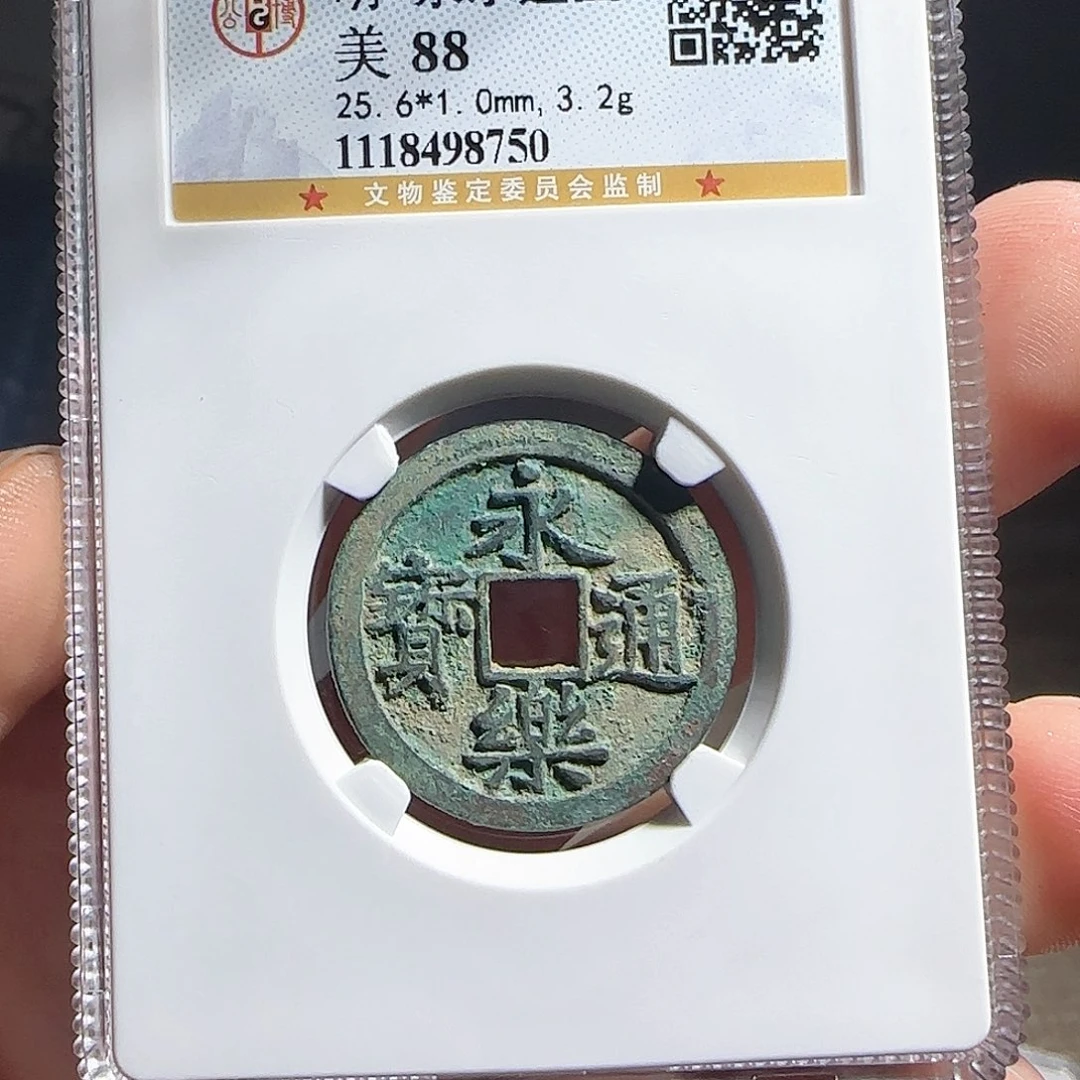 美 88
25.6*1.0mm, 3.2g
1118498750
文物鉴定委员会监制
永樂通寳